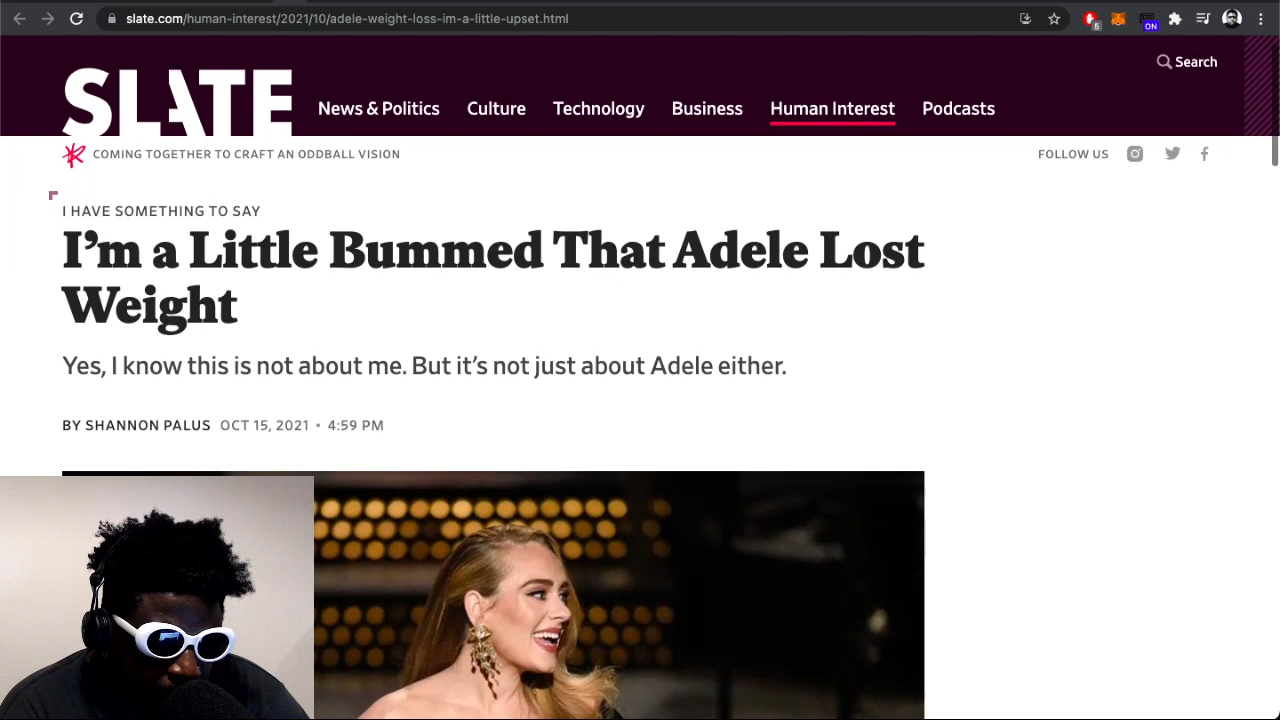 slate.com/human-interest/2021/10/adele-weight-loss-im-a-little-upset.html
5
ON
Search
SLATE
News & Politics Culture Technology Business Human Interest Podcasts
COMING TOGETHER TO CRAFT AN ODDBALL VISION
FOLLOW US
I HAVE SOMETHING TO SAY
I’m a Little Bummed That Adele Lost
Weight
Yes, I know this is not about me. But it’s not just about Adele either.
BY SHANNON PALUS OCT 15, 2021 • 4:59 PM